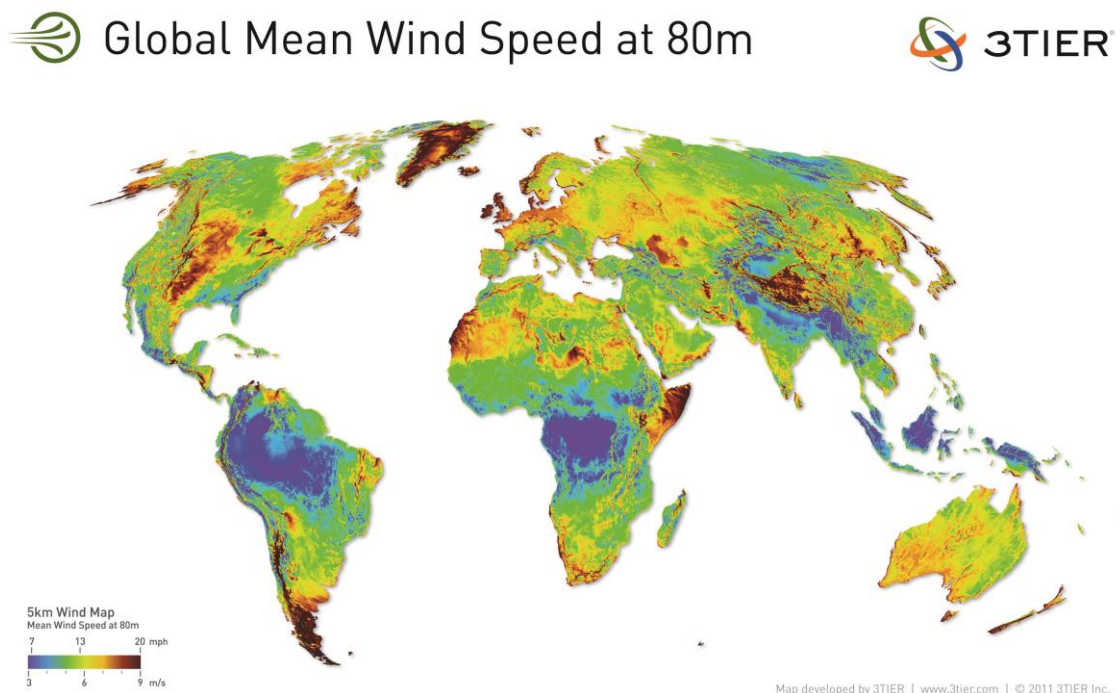 Global Mean Wind Speed at 80m
3TIER®
5km Wind Map
Mean Wind Speed at 80m
7 13 20 mph
3 6 9 m/s
Map developed by 3TIER | www.3tier.com | © 2011 3TIER Inc.